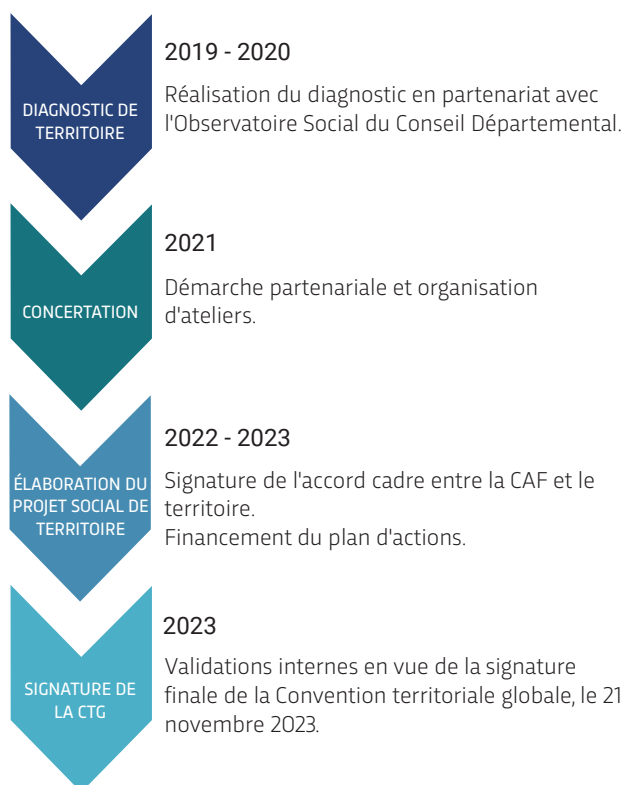 DIAGNOSTIC DE
TERRITOIRE
2019 - 2020
Réalisation du diagnostic en partenariat avec
l'Observatoire Social du Conseil Départemental.
CONCERTATION
2021
Démarche partenariale et organisation
d'ateliers.
ÉLABORATION DU
PROJET SOCIAL DE
TERRITOIRE
2022 - 2023
Signature de l'accord cadre entre la CAF et le
territoire.
Financement du plan d'actions.
SIGNATURE DE
LA CTG
2023
Validations internes en vue de la signature
finale de la Convention territoriale globale, le 21
novembre 2023.